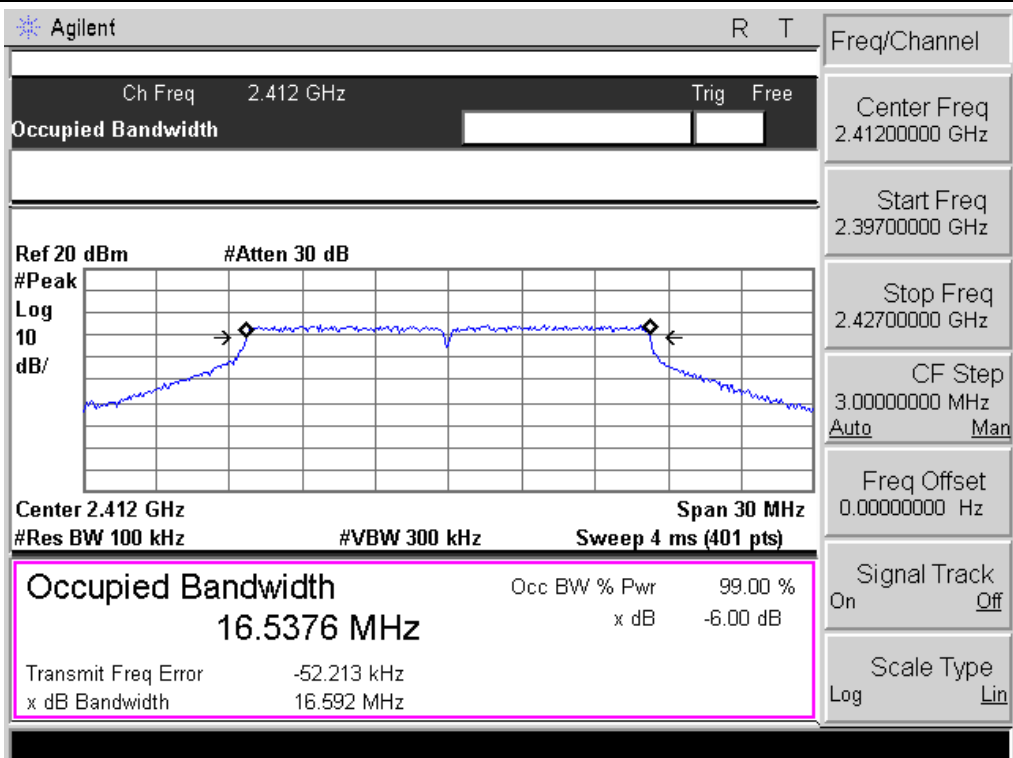 Agilent R T
Ch Freq 2.412 GHz Trig Free
Occupied Bandwidth
Ref 20 dBm #Atten 30 dB
#Peak
Log
10
dB/
Center 2.412 GHz Span 30 MHz
#Res BW 100 kHz #VBW 300 kHz Sweep 4 ms (401 pts)
Occupied Bandwidth
16.5376 MHz
Occ BW % Pwr 99.00 %
x dB -6.00 dB
Transmit Freq Error -52.213 kHz
x dB Bandwidth 16.592 MHz
Freq/Channel
Center Freq
2.41200000 GHz
Start Freq
2.39700000 GHz
Stop Freq
2.42700000 GHz
CF Step
3.00000000 MHz
Auto Man
Freq Offset
0.00000000 Hz
Signal Track
On Off
Scale Type
Log Lin